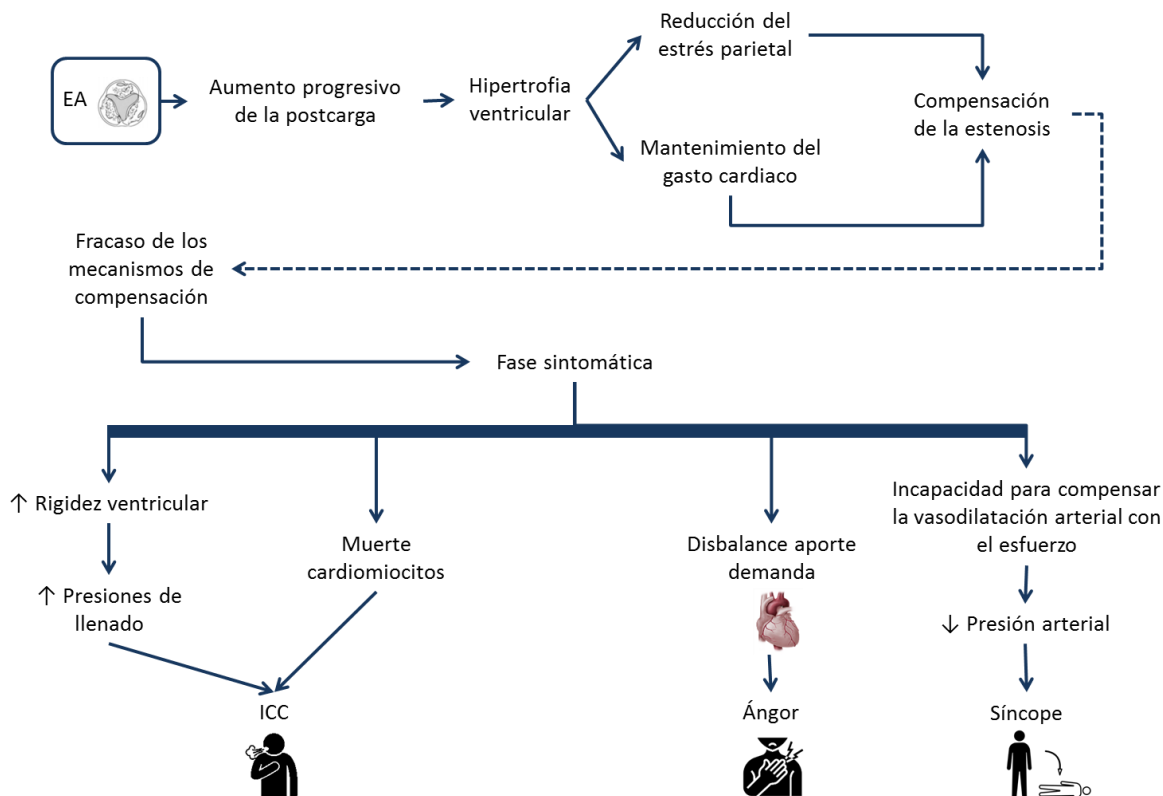 EA
Aumento progresivo
de la postcarga
Hipertrofia
ventricular
Reducción del
estrés parietal
Mantenimiento del
gasto cardiaco
Compensación
de la estenosis
Fracaso de los
mecanismos de
compensación
Fase sintomática
↑ Rigidez ventricular
↑ Presiones de
llenado
Muerte
cardiomiocitos
ICC
Disbalance aporte
demanda
Ángor
Incapacidad para compensar
la vasodilatación arterial con
el esfuerzo
↓ Presión arterial
Síncope